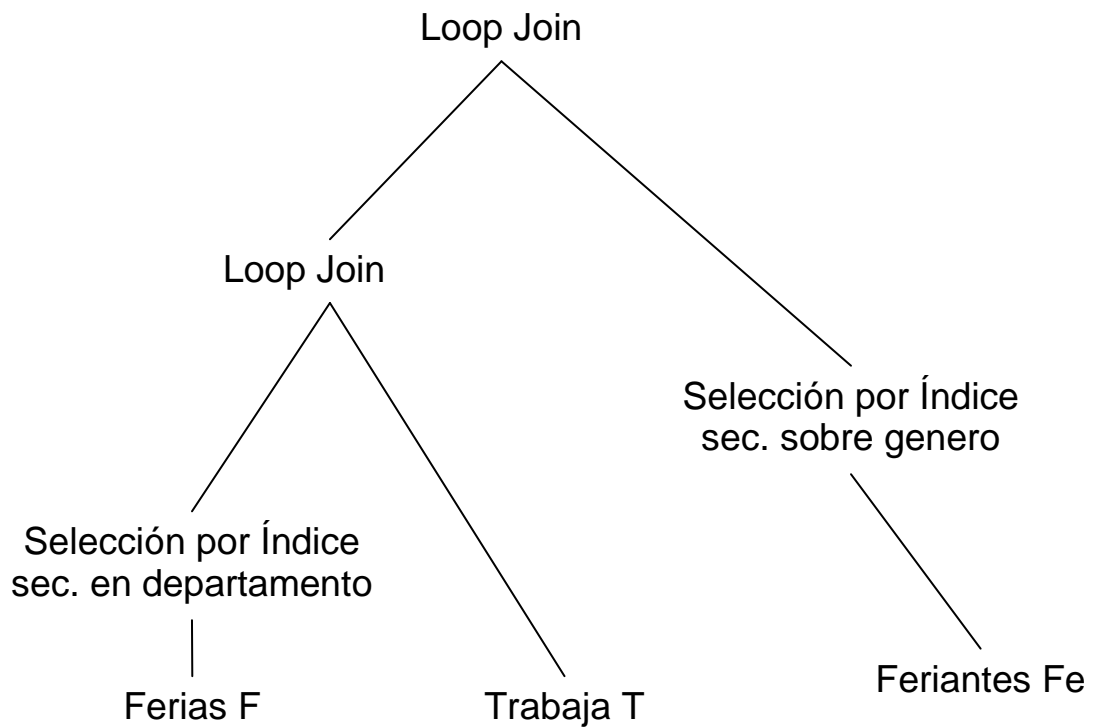 Loop Join
Loop Join
Selección por Índice
sec. sobre genero
Selección por Índice
sec. en departamento
Ferias F
Trabaja T
Feriantes Fe